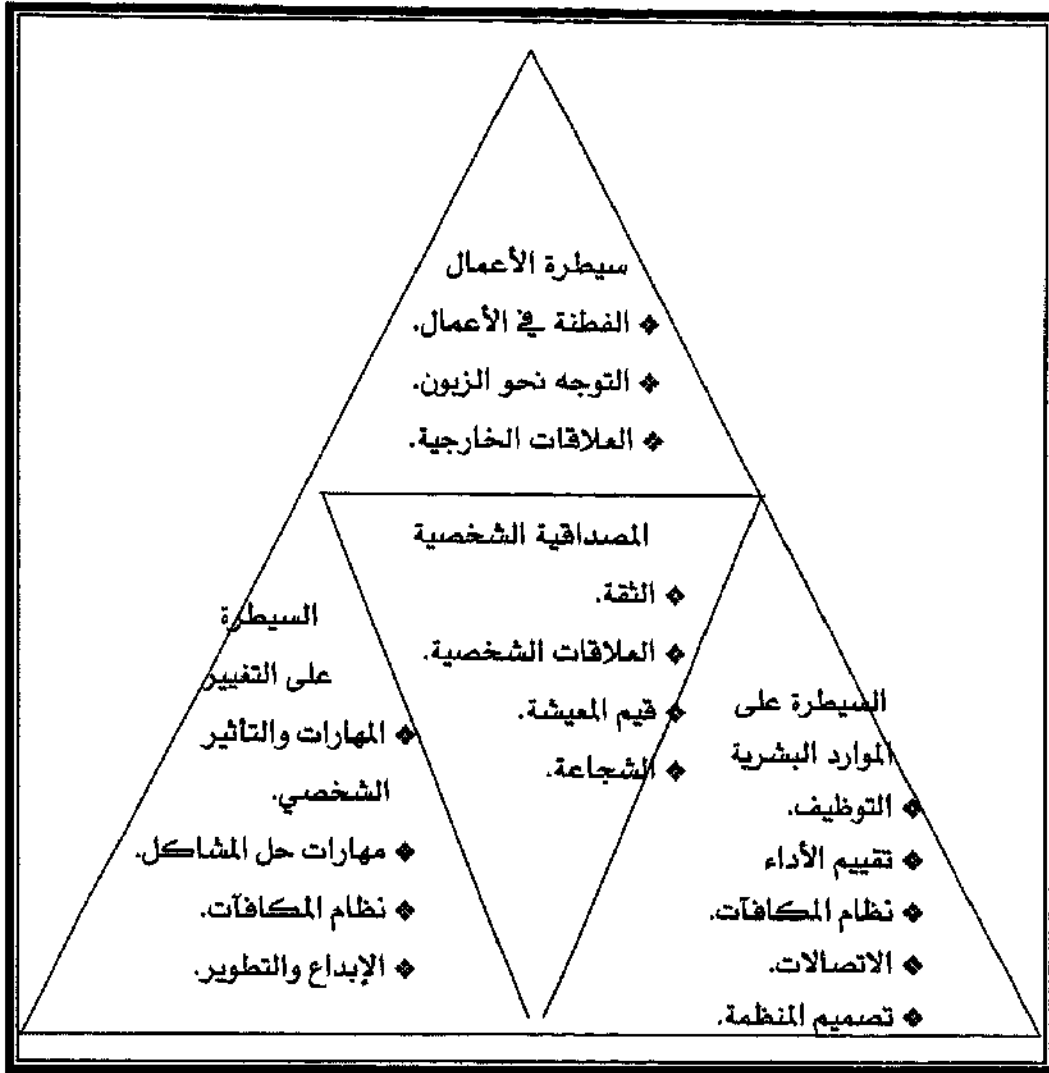 سيطرة الأعمال
❖ الفطنة في الأعمال.
❖ التوجه نحو الزبون.
❖ العلاقات الخارجية.
المصداقية الشخصية
❖ الثقة.
❖ العلاقات الشخصية.
❖ قيم المعيشة.
❖ الشجاعة.
السيطرة على
الموارد البشرية
❖ التوظيف.
❖ تقييم الأداء
❖ نظام المكافآت.
❖ الاتصالات.
❖ تصميم المنظمة.
السيطرة
على التغيير
❖ المهارات والتأثير
الشخصي.
❖ مهارات حل المشاكل.
❖ نظام المكافآت.
❖ الإبداع والتطوير.